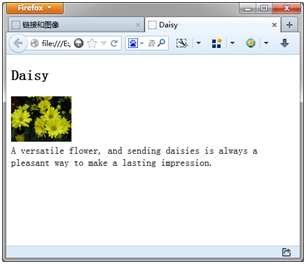 Firefox
链接和图像
Daisy
file:///E:
Daisy
A versatile flower, and sending daisies is always a
pleasant way to make a lasting impression.